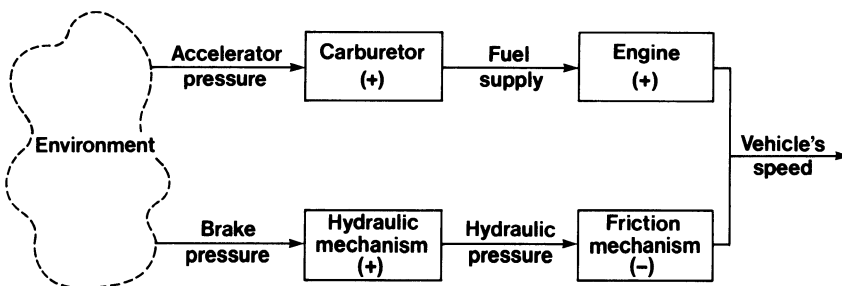 Accelerator
pressure
Carburetor
(+)
Fuel
supply
Engine
(+)
Environment
Vehicle's
speed
Brake
pressure
Hydraulic
mechanism
(+)
Hydraulic
pressure
Friction
mechanism
(−)